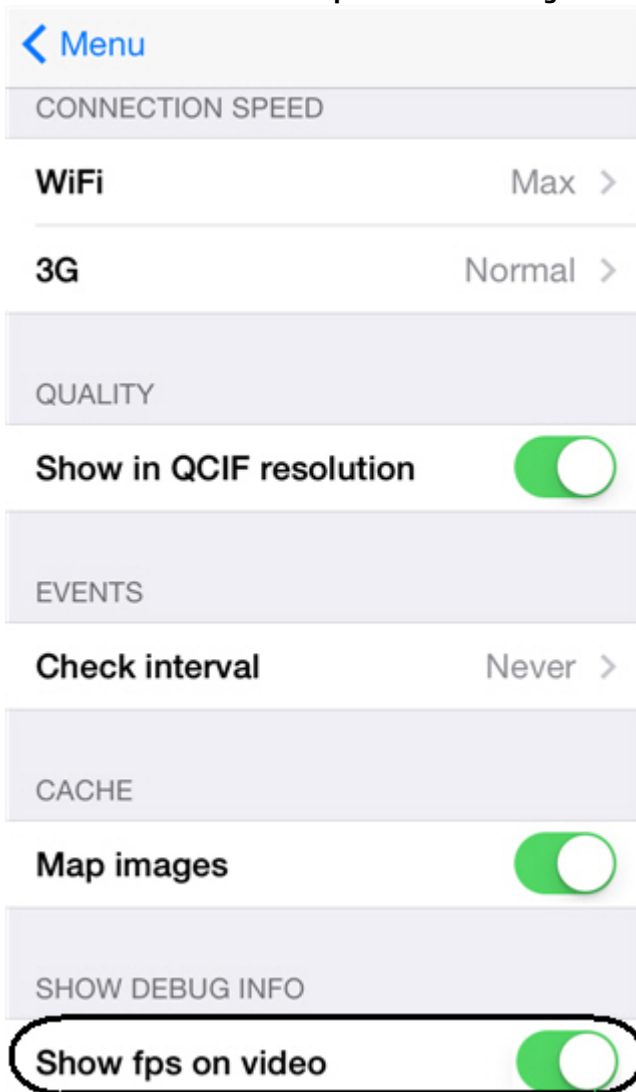 Menu
CONNECTION SPEED
WiFi Max
3G Normal
QUALITY
Show in QCIF resolution
EVENTS
Check interval Never
CACHE
Map images
SHOW DEBUG INFO
Show fps on video